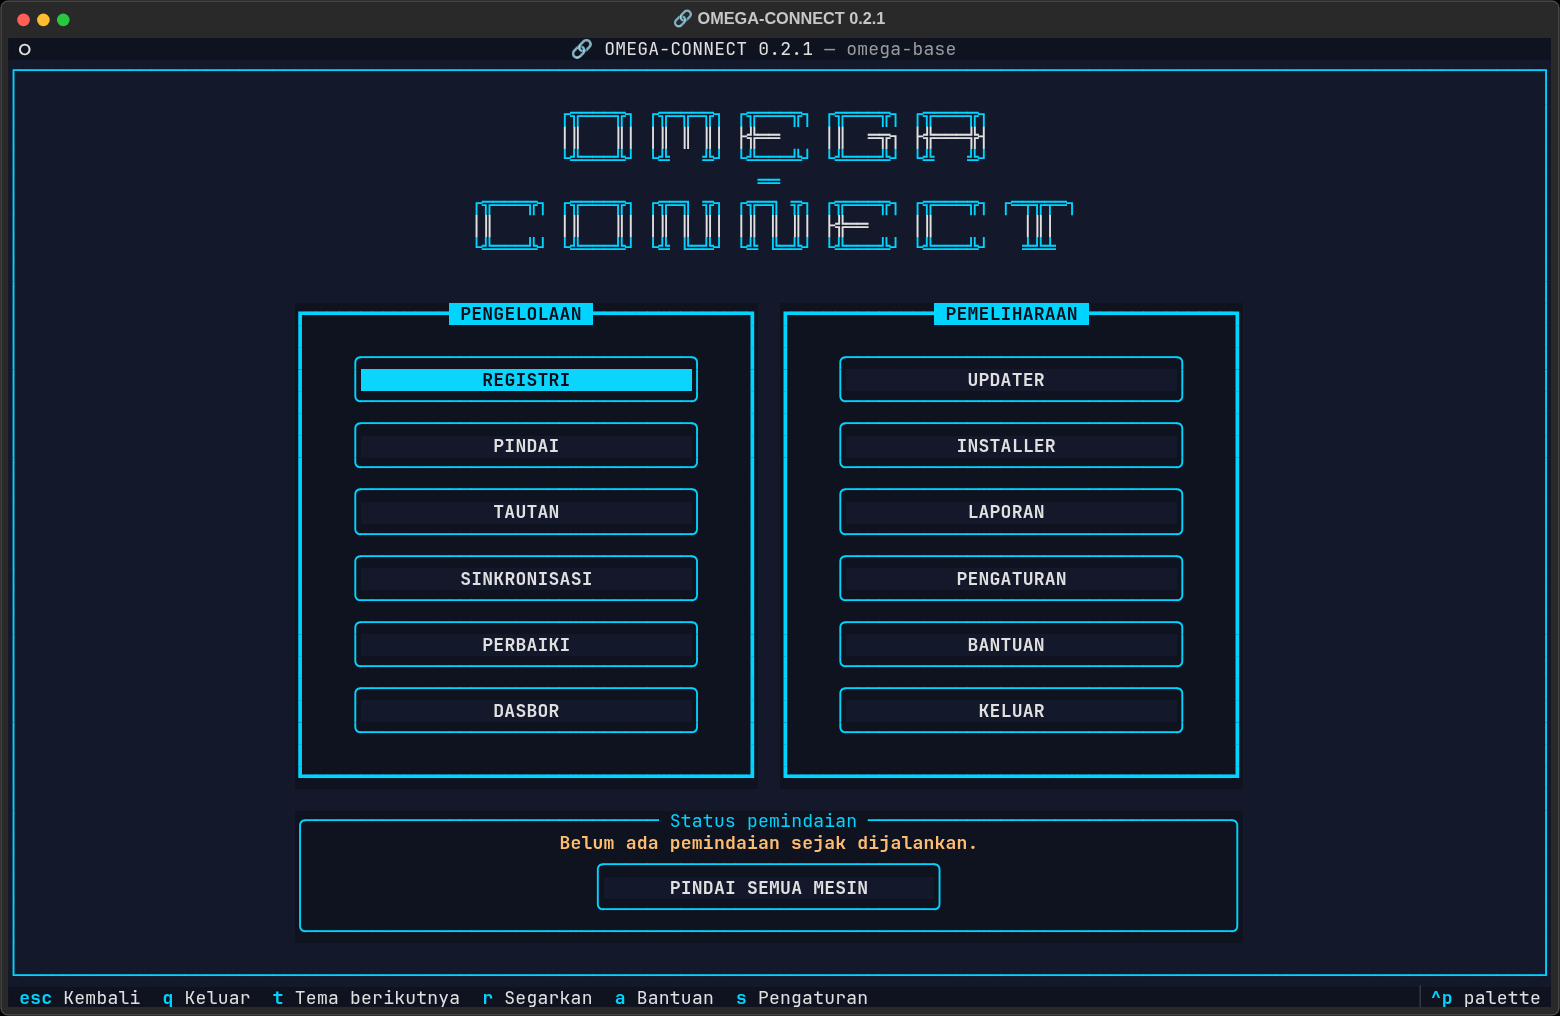 🔗 OMEGA-CONNECT 0.2.1
🔗 OMEGA-CONNECT 0.2.1 — omega-base
OMEGA
-
CONNECT
PENGELOLAAN
REGISTRI
PINDAI
TAUTAN
SINKRONISASI
PERBAIKI
DASBOR
PEMELIHARAAN
UPDATER
INSTALLER
LAPORAN
PENGATURAN
BANTUAN
KELUAR
Status pemindaian
Belum ada pemindaian sejak dijalankan.
PINDAI SEMUA MESIN
esc Kembali q Keluar t Tema berikutnya r Segarkan a Bantuan s Pengaturan ^p palette